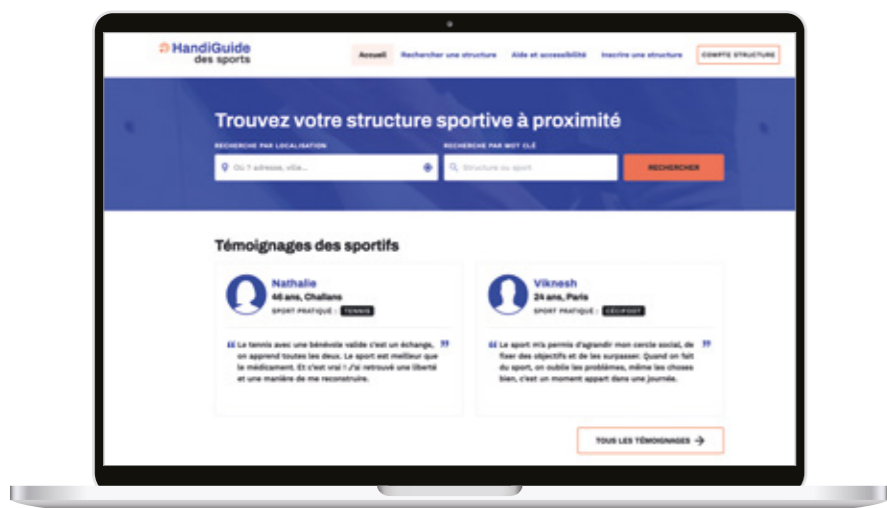 HandiGuide
des sports
Accueil Rechercher une structure Aide et accessibilité Inscrire une structure COMPTE STRUCTURE
Trouvez votre structure sportive à proximité
RECHERCHE PAR LOCALISATION RECHERCHE PAR MOT CLÉ
Où ? adresse, ville... Structure ou sport RECHERCHER
Témoignages des sportifs
Nathalie
46 ans, Challans
SPORT PRATIQUÉ : TENNIS
“ Le tennis avec une bénévole valide c'est un échange, ”
on apprend toutes les deux. Le sport est meilleur que
le médicament. Et c'est vrai ! J'ai retrouvé une liberté
et une manière de me reconstruire.
Viknesh
24 ans, Paris
SPORT PRATIQUÉ : CÉCIFOOT
“ Le sport m'a permis d'agrandir mon cercle social, de ”
fixer des objectifs et de les surpasser. Quand on fait
du sport, on oublie les problèmes, même les choses
bien, c'est un moment appart dans une journée.
TOUS LES TÉMOIGNAGES →